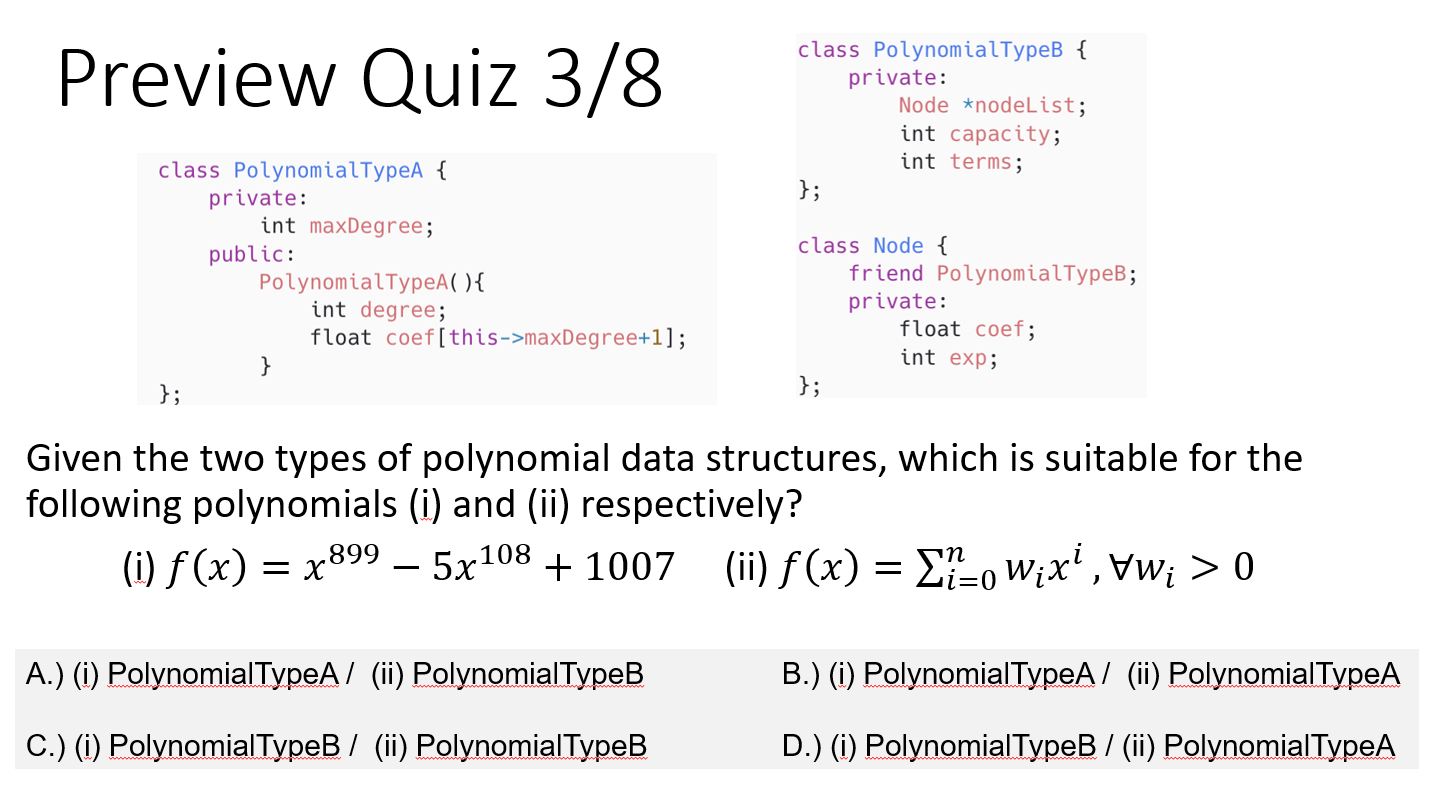 Preview Quiz 3/8
class PolynomialTypeA {
private:
int maxDegree;
public:
PolynomialTypeA(){
int degree;
float coef[this->maxDegree+1];
}
};
class PolynomialTypeB {
private:
Node *nodeList;
int capacity;
int terms;
};
class Node {
friend PolynomialTypeB;
private:
float coef;
int exp;
};
Given the two types of polynomial data structures, which is suitable for the
following polynomials (i) and (ii) respectively?
(i) f(x) = x^899 − 5x^108 + 1007 (ii) f(x) = ∑_{i=0}^{n} w_i x^i , ∀w_i > 0
A.) (i) PolynomialTypeA / (ii) PolynomialTypeB
B.) (i) PolynomialTypeA / (ii) PolynomialTypeA
C.) (i) PolynomialTypeB / (ii) PolynomialTypeB
D.) (i) PolynomialTypeB / (ii) PolynomialTypeA